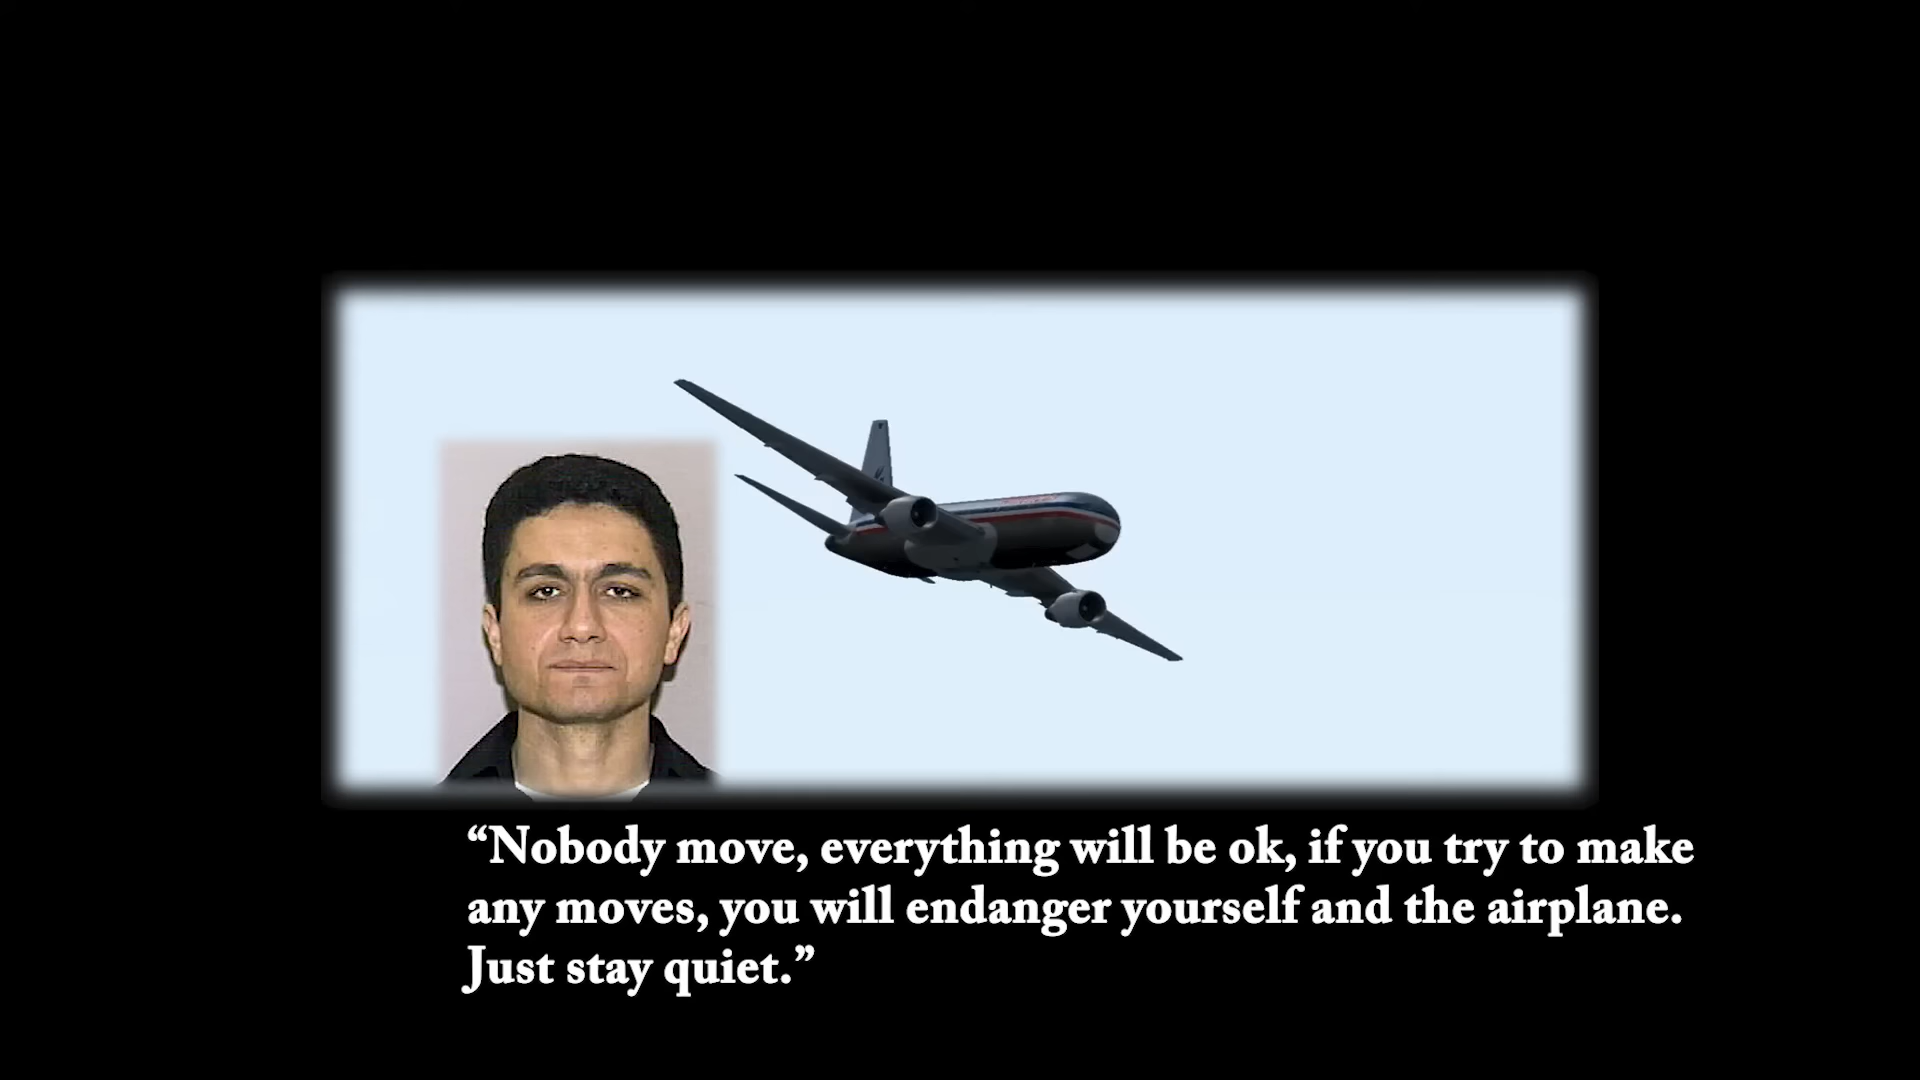 “Nobody move, everything will be ok, if you try to make
any moves, you will endanger yourself and the airplane.
Just stay quiet.”